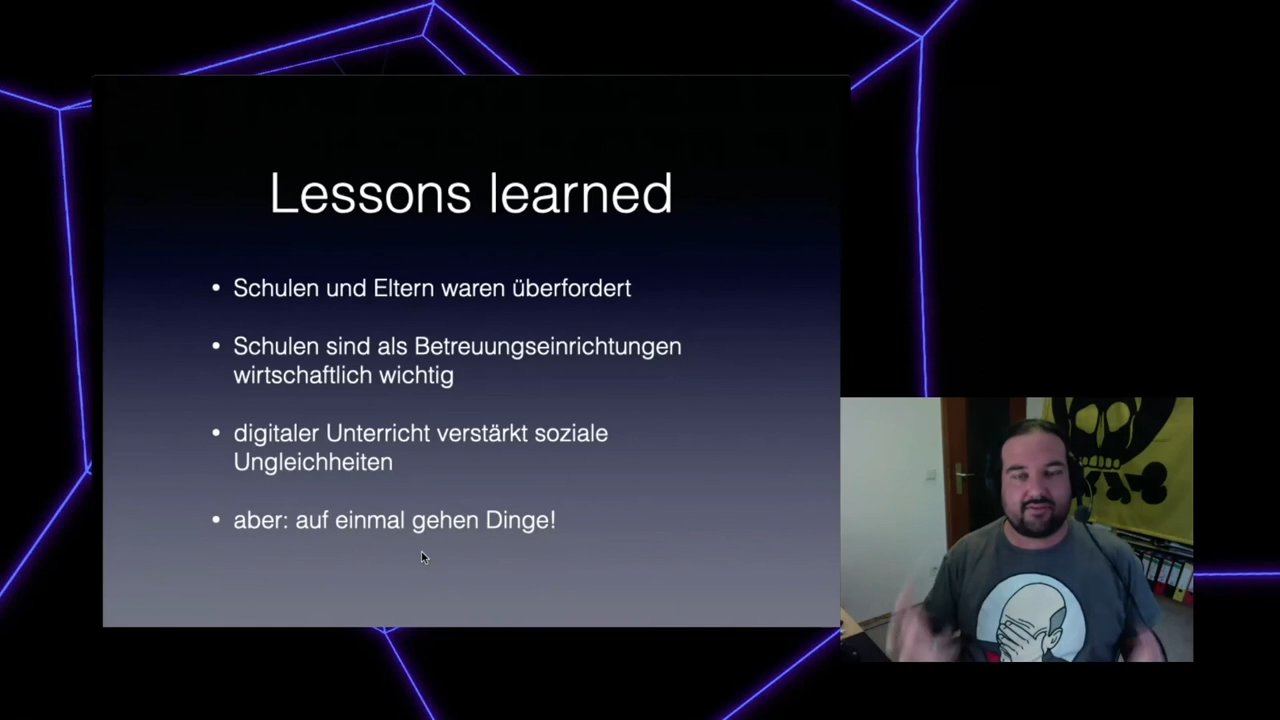 Lessons learned
• Schulen und Eltern waren überfordert
• Schulen sind als Betreuungseinrichtungen
wirtschaftlich wichtig
• digitaler Unterricht verstärkt soziale
Ungleichheiten
• aber: auf einmal gehen Dinge!